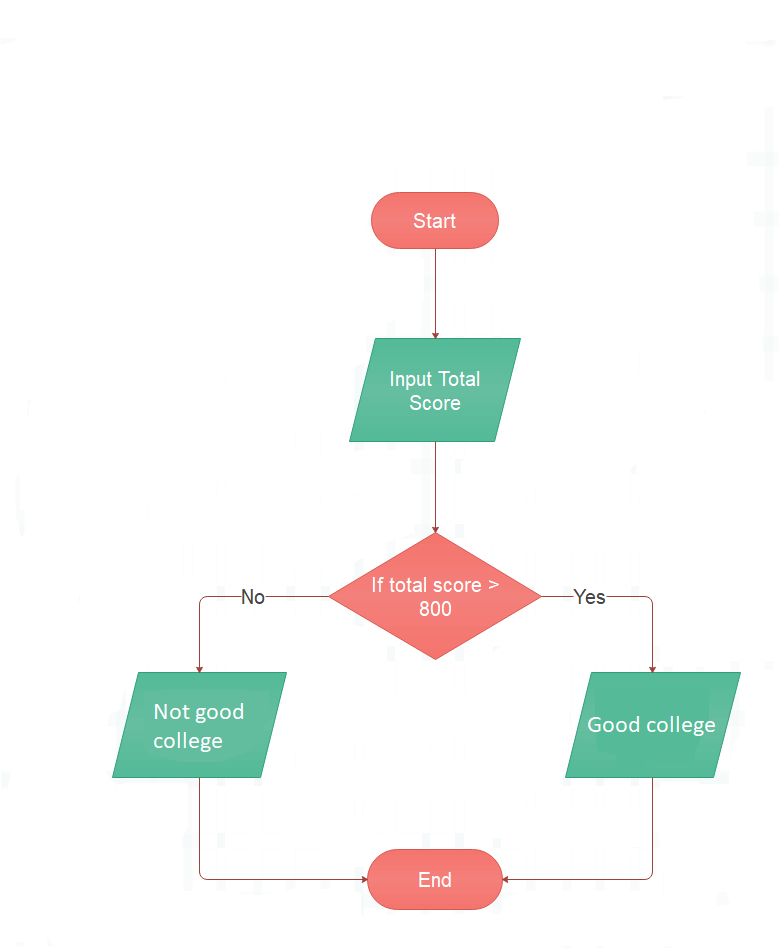 Start
Input Total
Score
If total score >
800
No
Yes
Not good
college
Good college
End